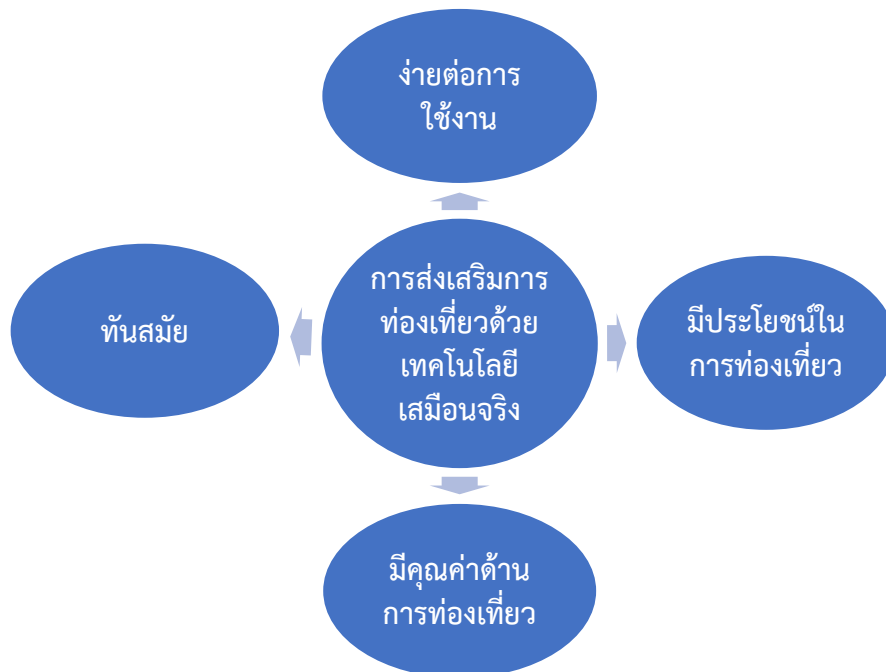 ง่ายต่อการ
ใช้งาน
การส่งเสริมการ
ท่องเที่ยวด้วย
เทคโนโลยี
เสมือนจริง
ทันสมัย
มีประโยชน์ใน
การท่องเที่ยว
มีคุณค่าด้าน
การท่องเที่ยว